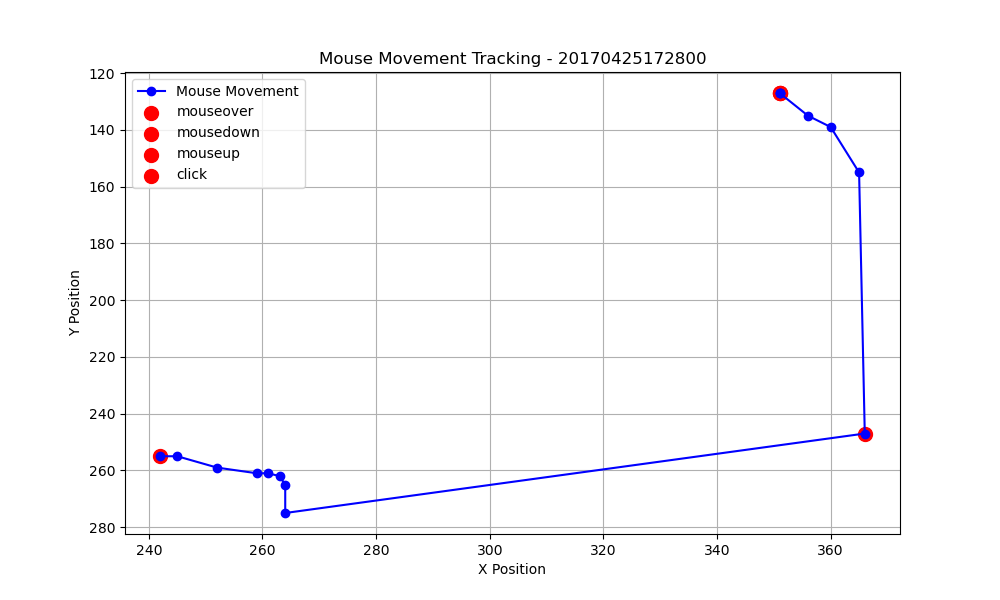 Mouse Movement Tracking - 20170425172800
120
140
160
180
200
220
240
260
280
Y Position
Mouse Movement
mouseover
mousedown
mouseup
click
240 260 280 300 320 340 360
X Position